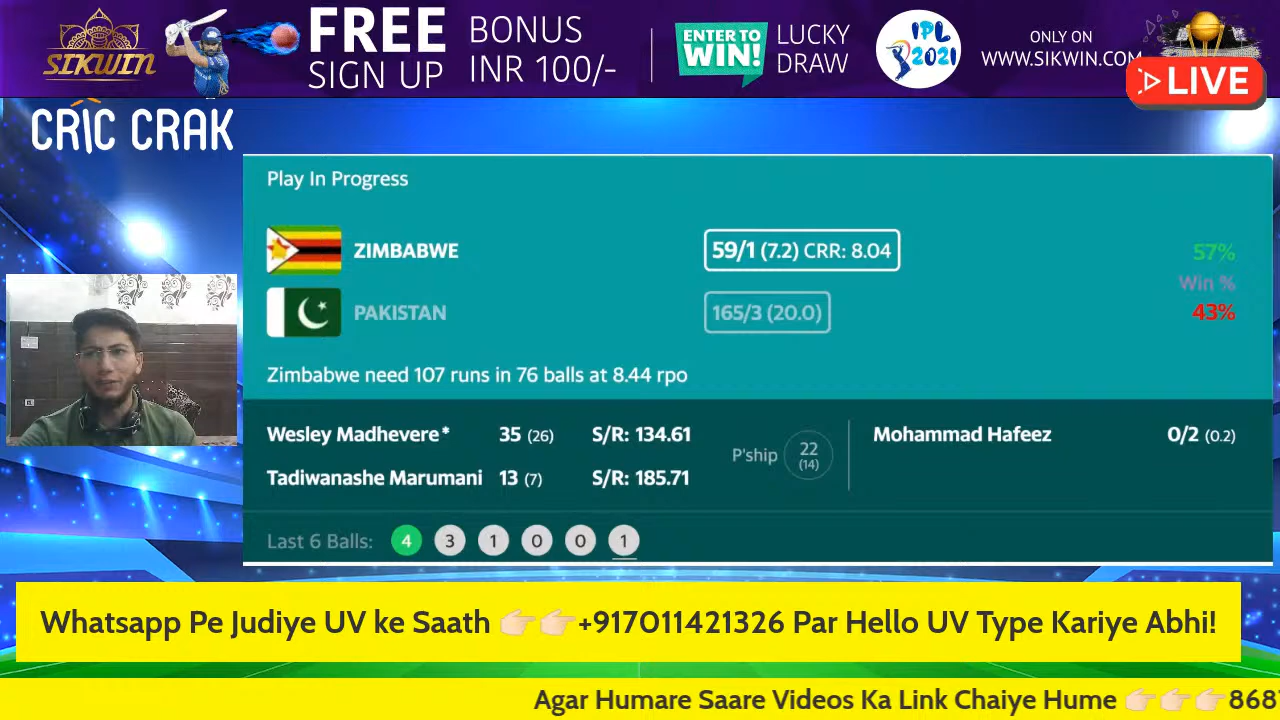 SIKWIN
FREE
SIGN UP
BONUS
INR 100/-
ENTER TO
WIN!
LUCKY
DRAW
IPL
2021
ONLY ON
WWW.SIKWIN.COM
LIVE
CRIC CRAK
Play In Progress
ZIMBABWE 59/1 (7.2) CRR: 8.04 57%
Win %
PAKISTAN 165/3 (20.0) 43%
Zimbabwe need 107 runs in 76 balls at 8.44 rpo
Wesley Madhevere* 35 (26) S/R: 134.61
Tadiwanashe Marumani 13 (7) S/R: 185.71
P'ship 22
(14)
Mohammad Hafeez 0/2 (0.2)
Last 6 Balls: 4 3 1 0 0 1
Whatsapp Pe Judiye UV ke Saath 👉🏻👉🏻+917011421326 Par Hello UV Type Kariye Abhi!
Agar Humare Saare Videos Ka Link Chaiye Hume 👉🏻👉🏻👉🏻868